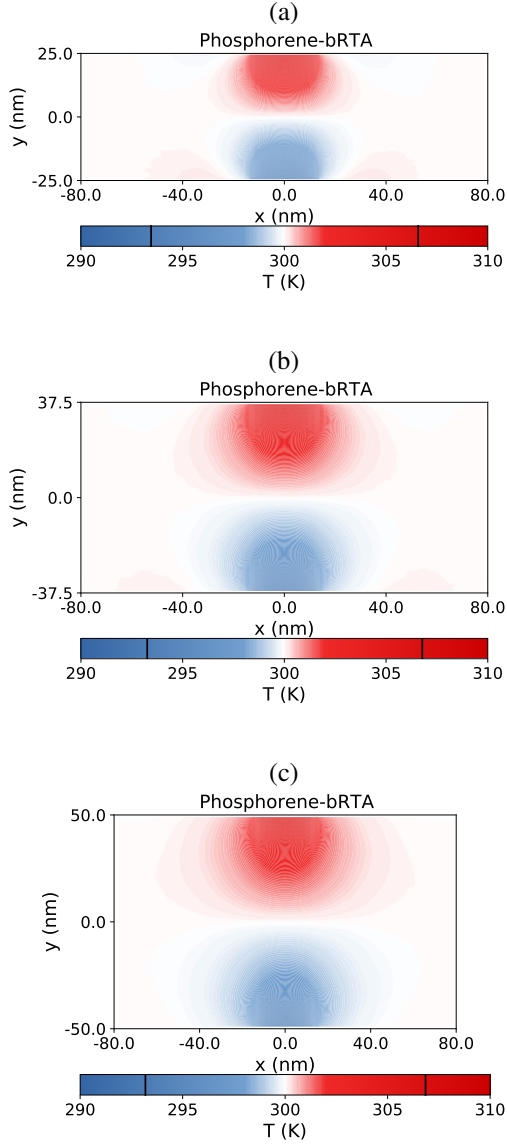 (a)
Phosphorene-bRTA
25.0
0.0
-25.0
y (nm)
-80.0 -40.0 0.0 40.0 80.0
x (nm)
290 295 300 305 310
T (K)
(b)
Phosphorene-bRTA
37.5
0.0
-37.5
y (nm)
-80.0 -40.0 0.0 40.0 80.0
x (nm)
290 295 300 305 310
T (K)
(c)
Phosphorene-bRTA
50.0
0.0
-50.0
y (nm)
-80.0 -40.0 0.0 40.0 80.0
x (nm)
290 295 300 305 310
T (K)